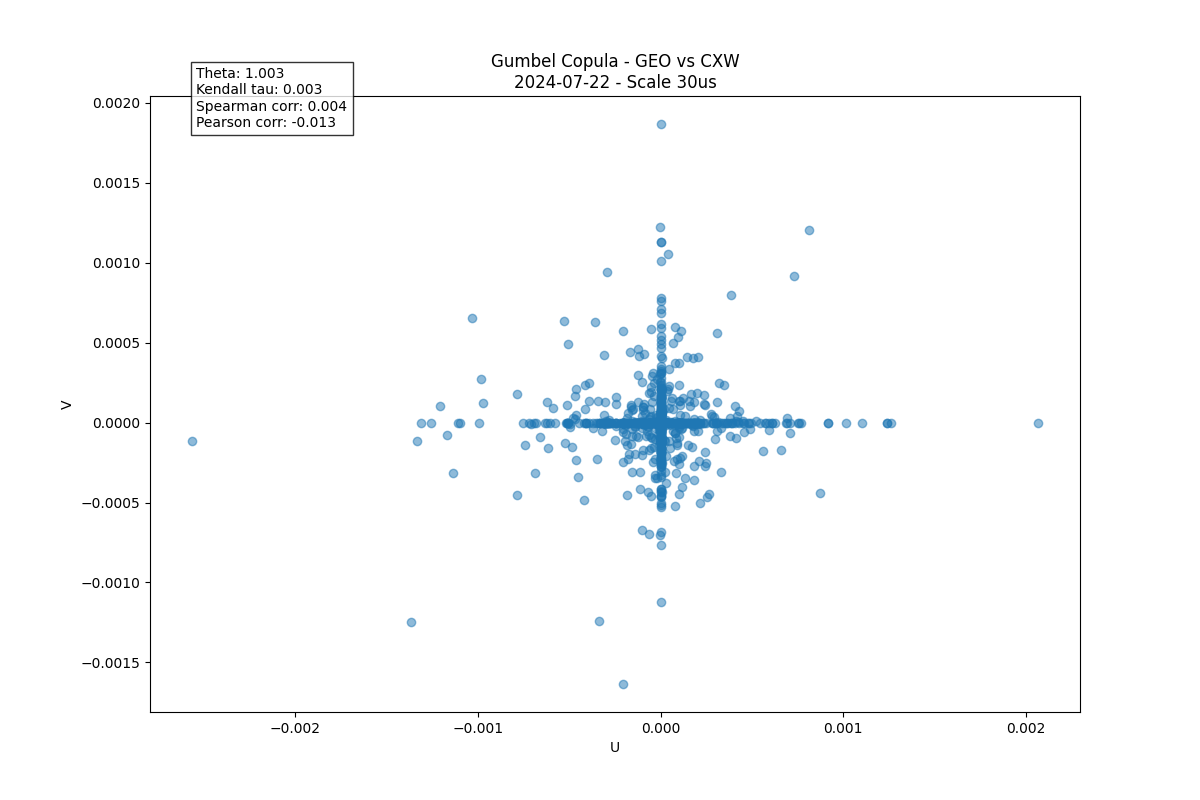 Gumbel Copula - GEO vs CXW
2024-07-22 - Scale 30us
Theta: 1.003
Kendall tau: 0.003
Spearman corr: 0.004
Pearson corr: -0.013
0.0020
0.0015
0.0010
0.0005
0.0000
−0.0005
−0.0010
−0.0015
V
−0.002
−0.001
0.000
0.001
0.002
U